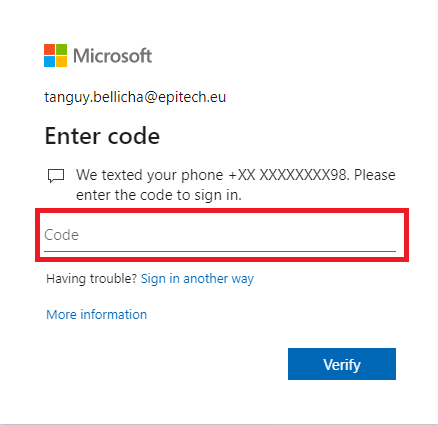 Microsoft
tanguy.bellicha@epitech.eu
Enter code
We texted your phone +XX XXXXXXXX98. Please
enter the code to sign in.
Code
Having trouble? Sign in another way
More information
Verify